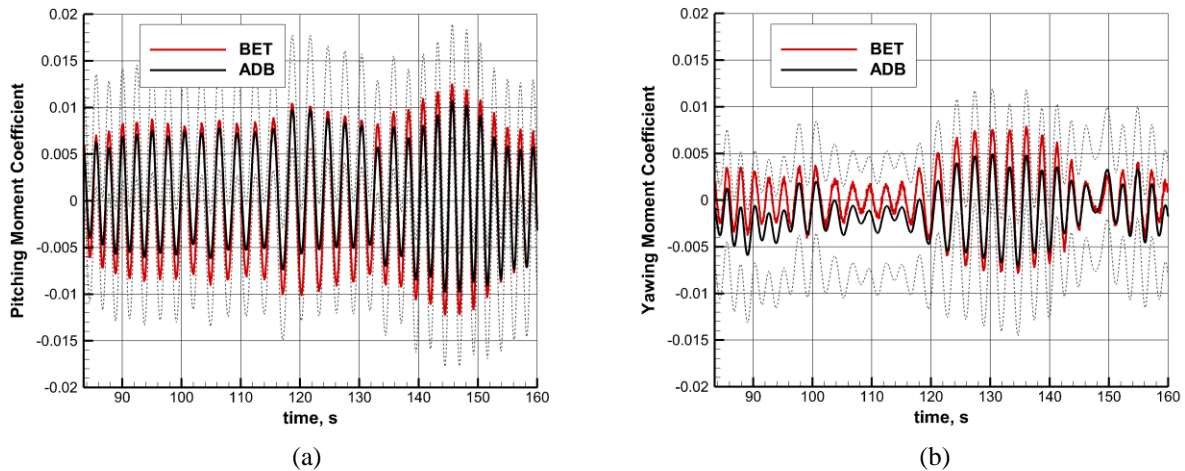 0.02
0.015
0.01
0.005
0
-0.005
-0.01
-0.015
-0.02
Pitching Moment Coefficient
BET
ADB
90 100 110 120 130 140 150 160
time, s
(a)
0.02
0.015
0.01
0.005
0
-0.005
-0.01
-0.015
-0.02
Yawing Moment Coefficient
BET
ADB
90 100 110 120 130 140 150 160
time, s
(b)